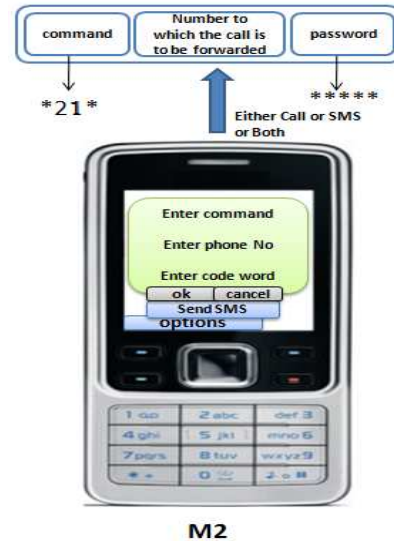 command
Number to
which the call is
to be forwarded
password
*21*
*****
Either Call or SMS
or Both
Enter command
Enter phone No
Enter code word
ok
cancel
Send SMS
options
1
2 abc
def 3
4 ghi
5 jkl
mno 6
7 pqrs
8 tuv
wxyz 9
* +
0
M2